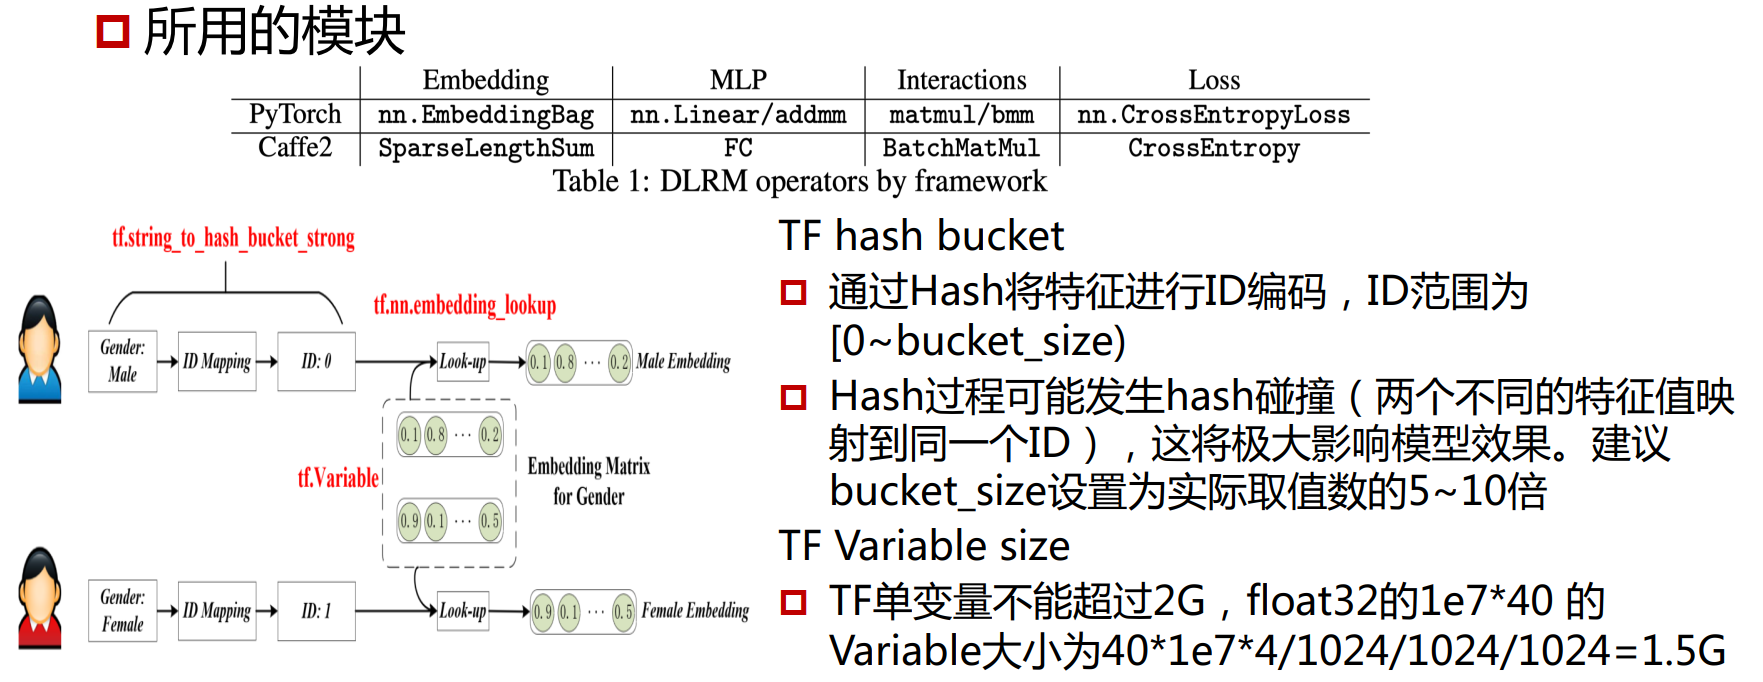 所用的模块
Embedding MLP Interactions Loss
PyTorch nn.EmbeddingBag nn.Linear/addmm matmul/bmm nn.CrossEntropyLoss
Caffe2 SparseLengthSum FC BatchMatMul CrossEntropy
Table 1: DLRM operators by framework
tf.string_to_hash_bucket_strong
tf.nn.embedding_lookup
Gender:
Male
ID Mapping
ID: 0
Look-up
0.1 0.8 ··· 0.2
Male Embedding
0.1 0.8 ··· 0.2
tf.Variable
0.9 0.1 ··· 0.5
Embedding Matrix
for Gender
Gender:
Female
ID Mapping
ID: 1
Look-up
0.9 0.1 ··· 0.5
Female Embedding
TF hash bucket
通过Hash将特征进行ID编码，ID范围为
[0~bucket_size)
Hash过程可能发生hash碰撞（两个不同的特征值映
射到同一个ID），这将极大影响模型效果。建议
bucket_size设置为实际取值数的5~10倍
TF Variable size
TF单变量不能超过2G，float32的1e7*40 的
Variable大小为40*1e7*4/1024/1024/1024=1.5G